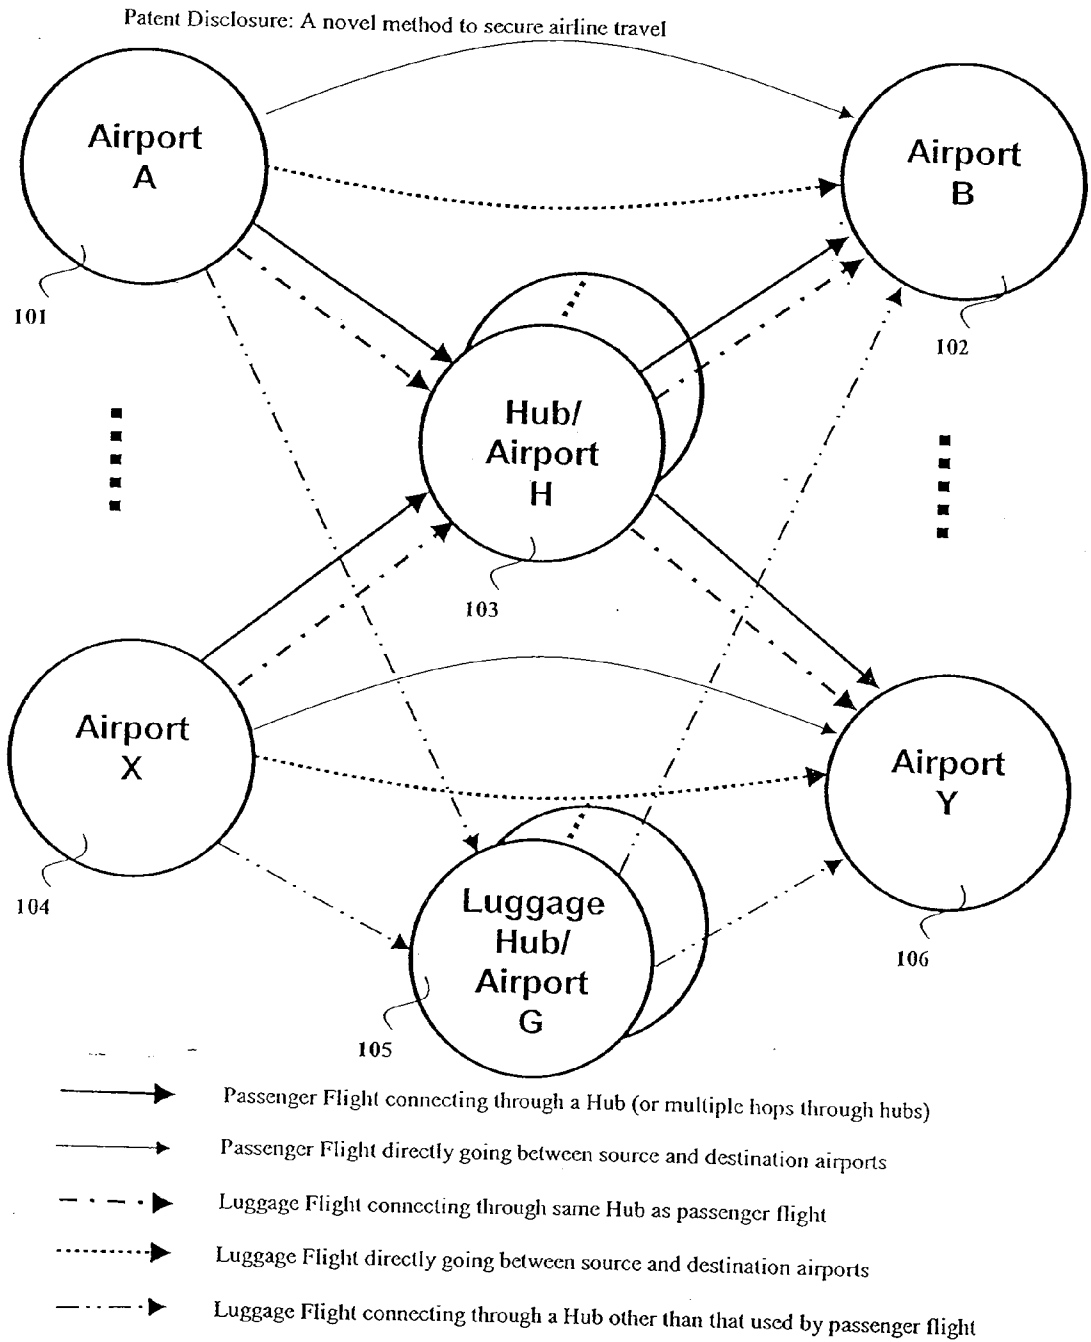 Patent Disclosure: A novel method to secure airline travel
Airport
A
Airport
B
101
102
Hub/
Airport
H
103
Airport
X
Airport
Y
104
Luggage
Hub/
Airport
G
106
105
Passenger Flight connecting through a Hub (or multiple hops through hubs)
Passenger Flight directly going between source and destination airports
Luggage Flight connecting through same Hub as passenger flight
Luggage Flight directly going between source and destination airports
Luggage Flight connecting through a Hub other than that used by passenger flight